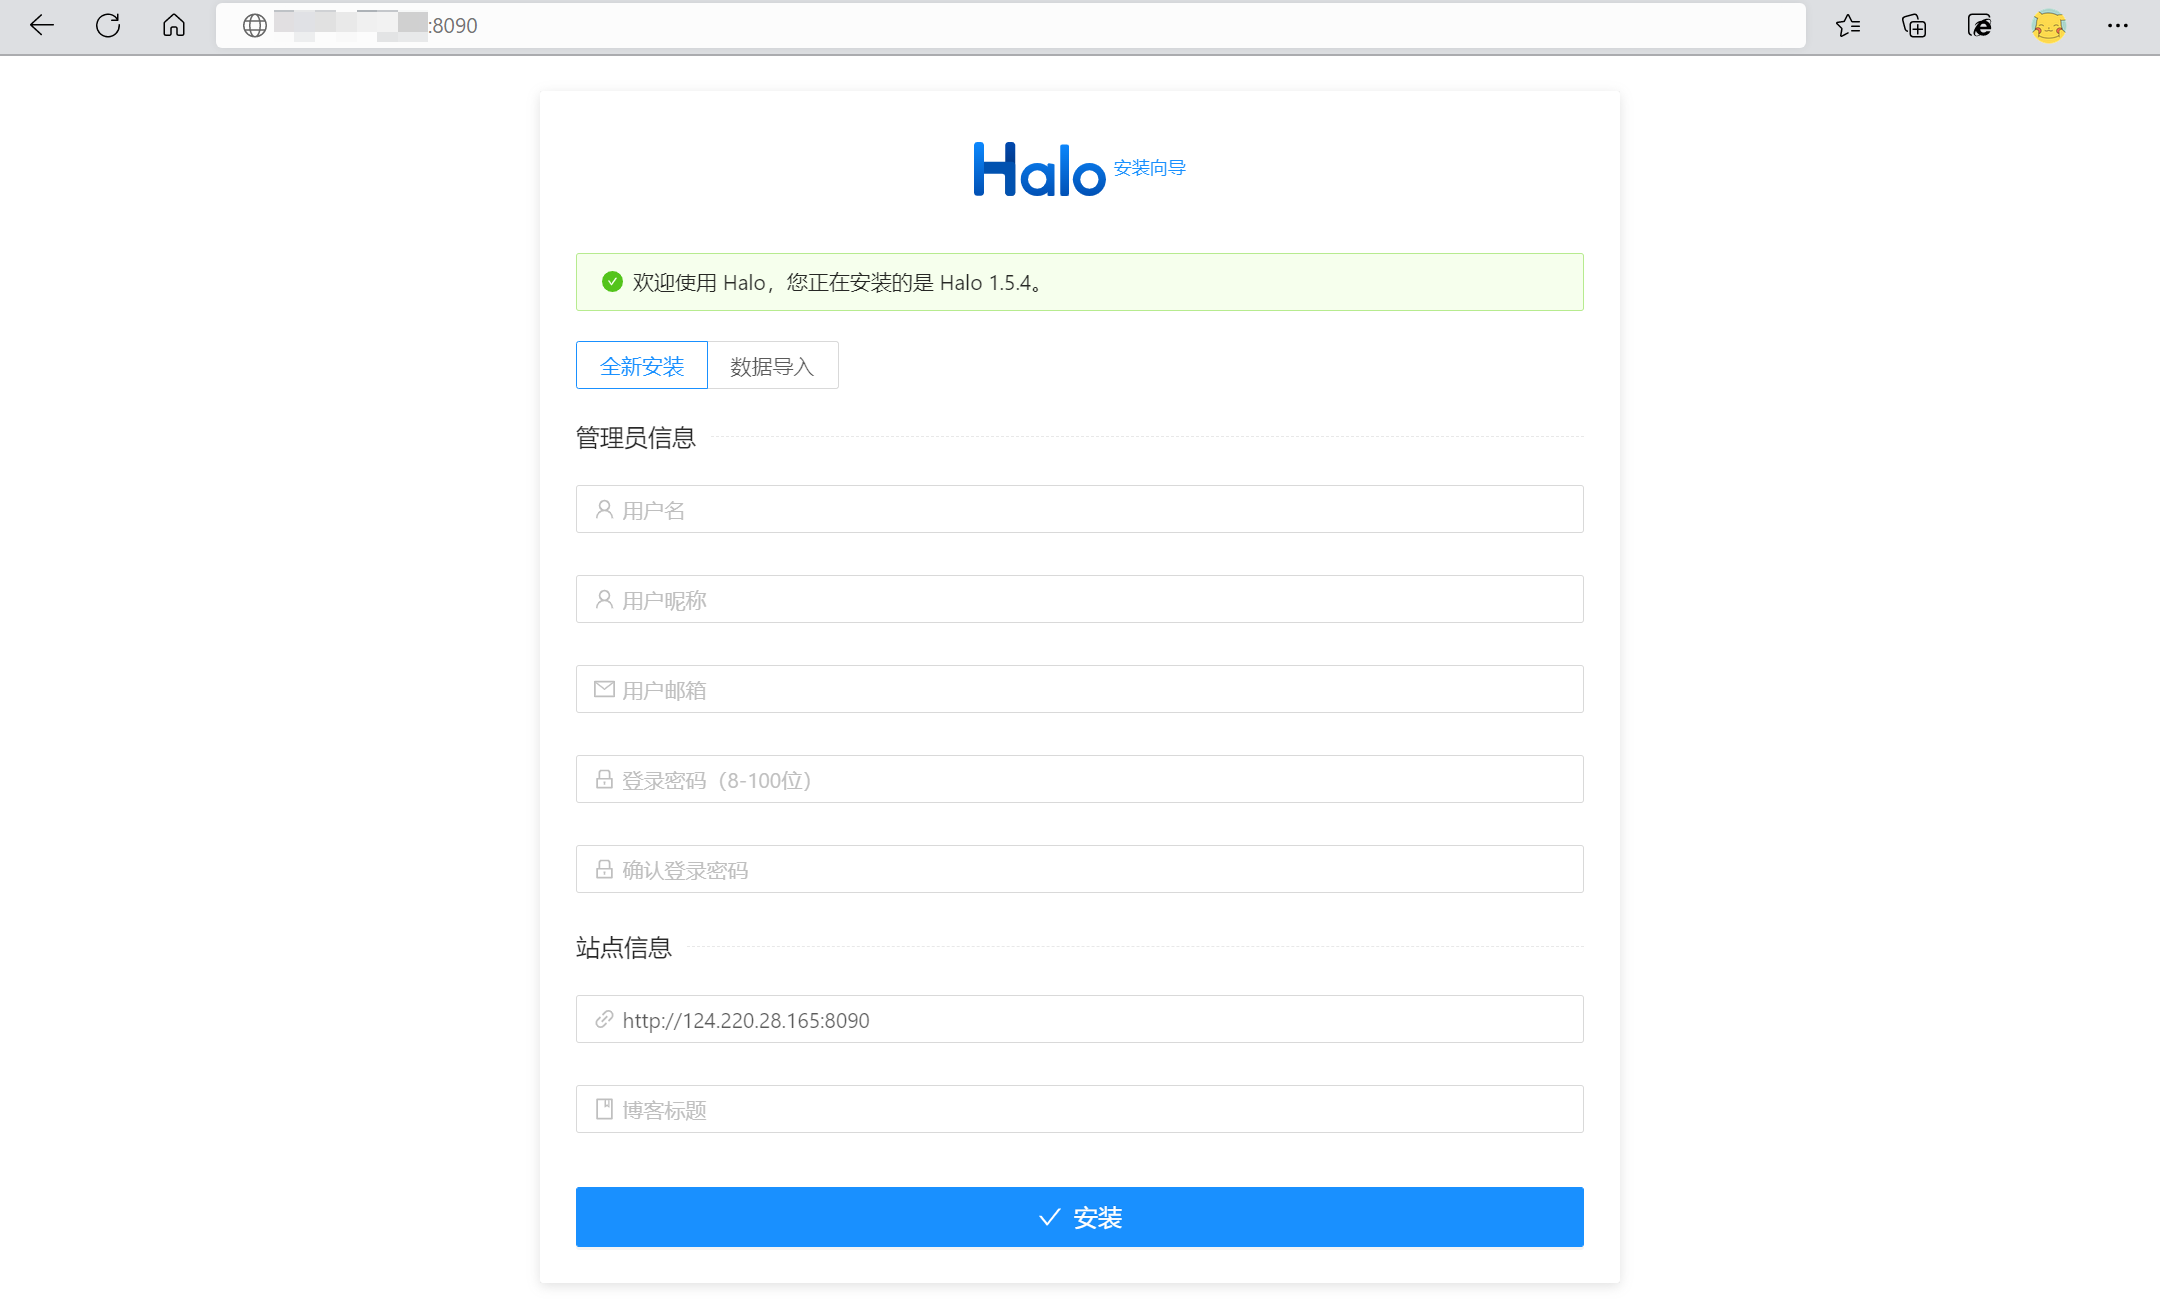 :8090
Halo 安装向导
欢迎使用 Halo，您正在安装的是 Halo 1.5.4。
全新安装 数据导入
管理员信息
用户名
用户昵称
用户邮箱
登录密码（8-100位）
确认登录密码
站点信息
http://124.220.28.165:8090
博客标题
安装